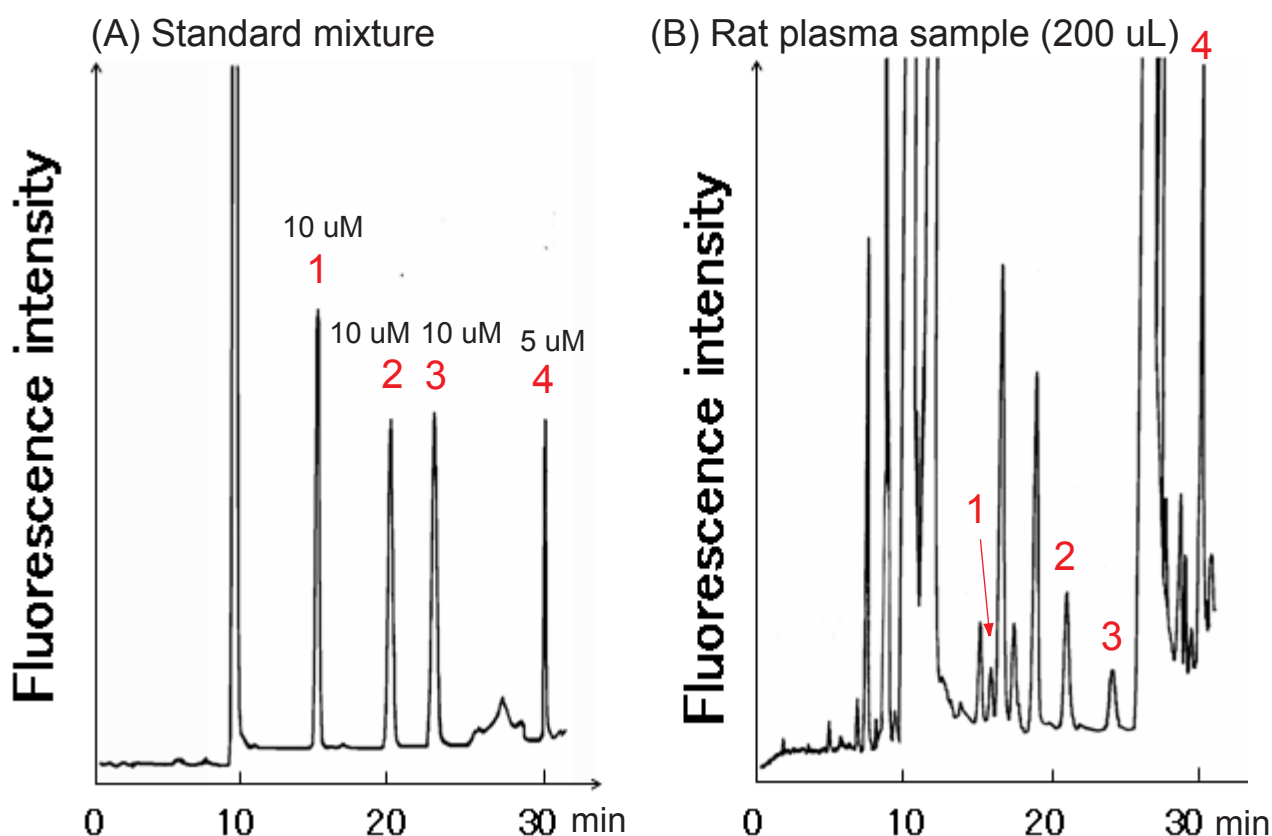 (A) Standard mixture
Fluorescence intensity
10 uM
1
10 uM 10 uM 5 uM
2 3 4
0 10 20 30 min
(B) Rat plasma sample (200 uL)
4
Fluorescence intensity
1
2
3
0 10 20 30 min